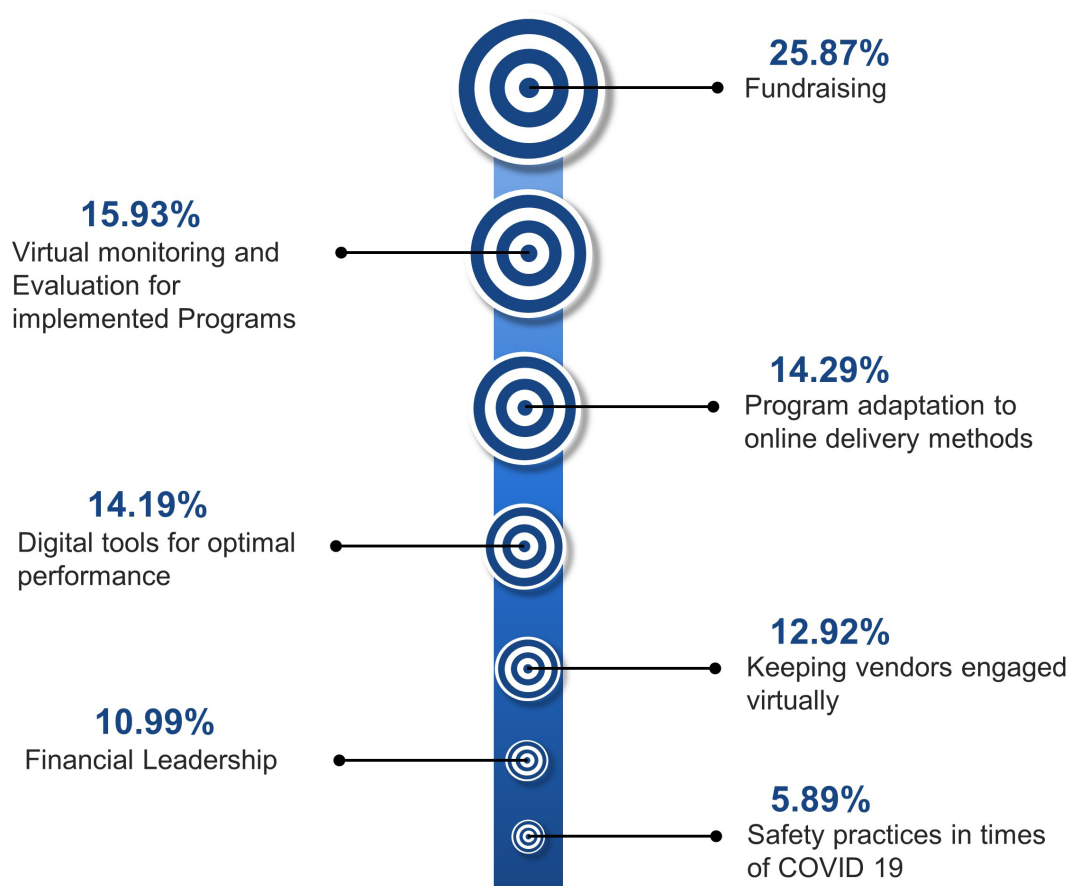 25.87%
Fundraising
15.93%
Virtual monitoring and
Evaluation for
implemented Programs
14.29%
Program adaptation to
online delivery methods
14.19%
Digital tools for optimal
performance
12.92%
Keeping vendors engaged
virtually
10.99%
Financial Leadership
5.89%
Safety practices in times
of COVID 19